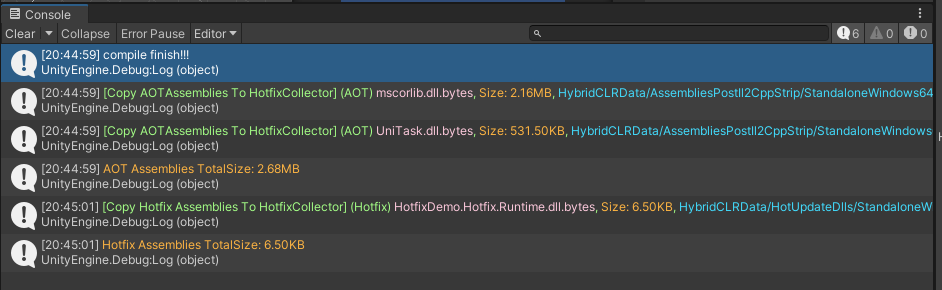 Console
Clear Collapse Error Pause Editor 6 0 0
[20:44:59] compile finish!!!
UnityEngine.Debug:Log (object)
[20:44:59] [Copy AOTAssemblies To HotfixCollector] (AOT) mscorlib.dll.bytes, Size: 2.16MB, HybridCLRData/AssembliesPostIl2CppStrip/StandaloneWindows64
UnityEngine.Debug:Log (object)
[20:44:59] [Copy AOTAssemblies To HotfixCollector] (AOT) UniTask.dll.bytes, Size: 531.50KB, HybridCLRData/AssembliesPostIl2CppStrip/StandaloneWindows
UnityEngine.Debug:Log (object)
[20:44:59] AOT Assemblies TotalSize: 2.68MB
UnityEngine.Debug:Log (object)
[20:45:01] [Copy Hotfix Assemblies To HotfixCollector] (Hotfix) HotfixDemo.Hotfix.Runtime.dll.bytes, Size: 6.50KB, HybridCLRData/HotUpdateDlls/StandaloneW
UnityEngine.Debug:Log (object)
[20:45:01] Hotfix Assemblies TotalSize: 6.50KB
UnityEngine.Debug:Log (object)